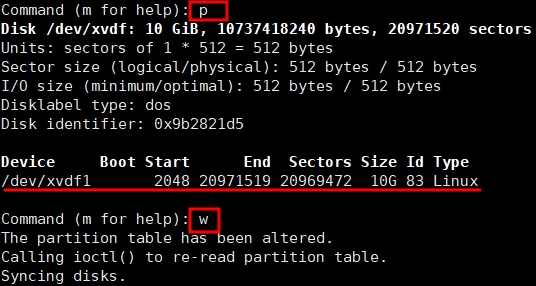 Command (m for help): p
Disk /dev/xvdf: 10 GiB, 10737418240 bytes, 20971520 sectors
Units: sectors of 1 * 512 = 512 bytes
Sector size (logical/physical): 512 bytes / 512 bytes
I/O size (minimum/optimal): 512 bytes / 512 bytes
Disklabel type: dos
Disk identifier: 0x9b2821d5
Device Boot Start End Sectors Size Id Type
/dev/xvdf1 2048 20971519 20969472 10G 83 Linux
Command (m for help): w
The partition table has been altered.
Calling ioctl() to re-read partition table.
Syncing disks.